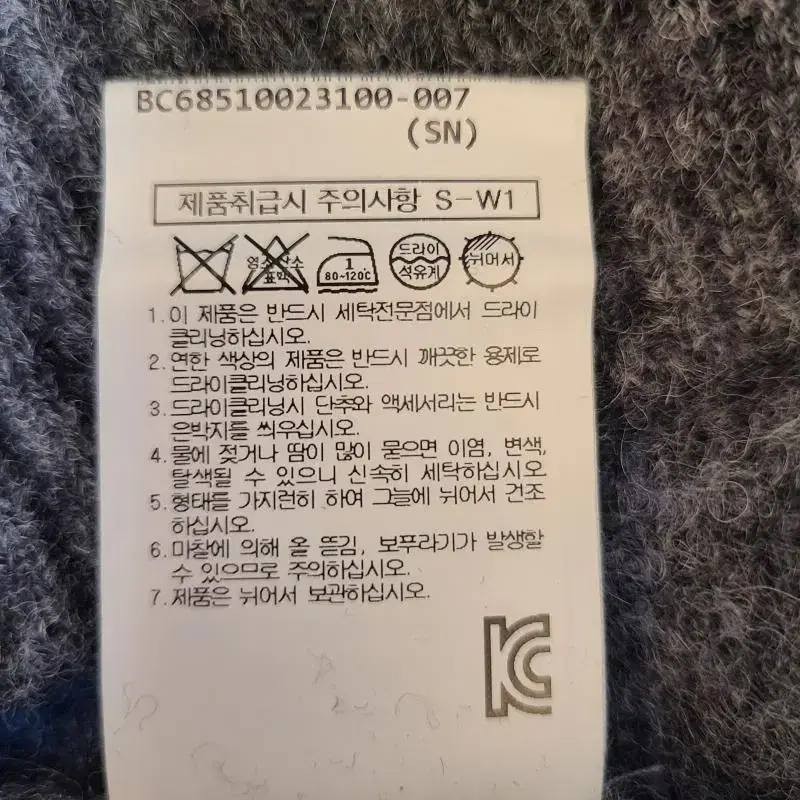 BC68510023100-007
(SN)
제품취급시 주의사항 S-W1
염소탄소
표백
1
80~120℃
드라이
석유계
뉘어서
1. 이 제품은 반드시 세탁전문점에서 드라이
클리닝하십시오.
2. 연한 색상의 제품은 반드시 깨끗한 용제로
드라이클리닝하십시오.
3. 드라이클리닝시 단추와 액세서리는 반드시
은박지를 씌우십시오.
4. 물에 젖거나 땀이 많이 묻으면 이염, 변색,
탈색될 수 있으니 신속히 세탁하십시오
5. 형태를 가지런히 하여 그늘에 뉘어서 건조
하십시오.
6. 마찰에 의해 올 뜯김, 보푸라기가 발생할
수 있으므로 주의하십시오.
7. 제품은 뉘어서 보관하십시오.
KC